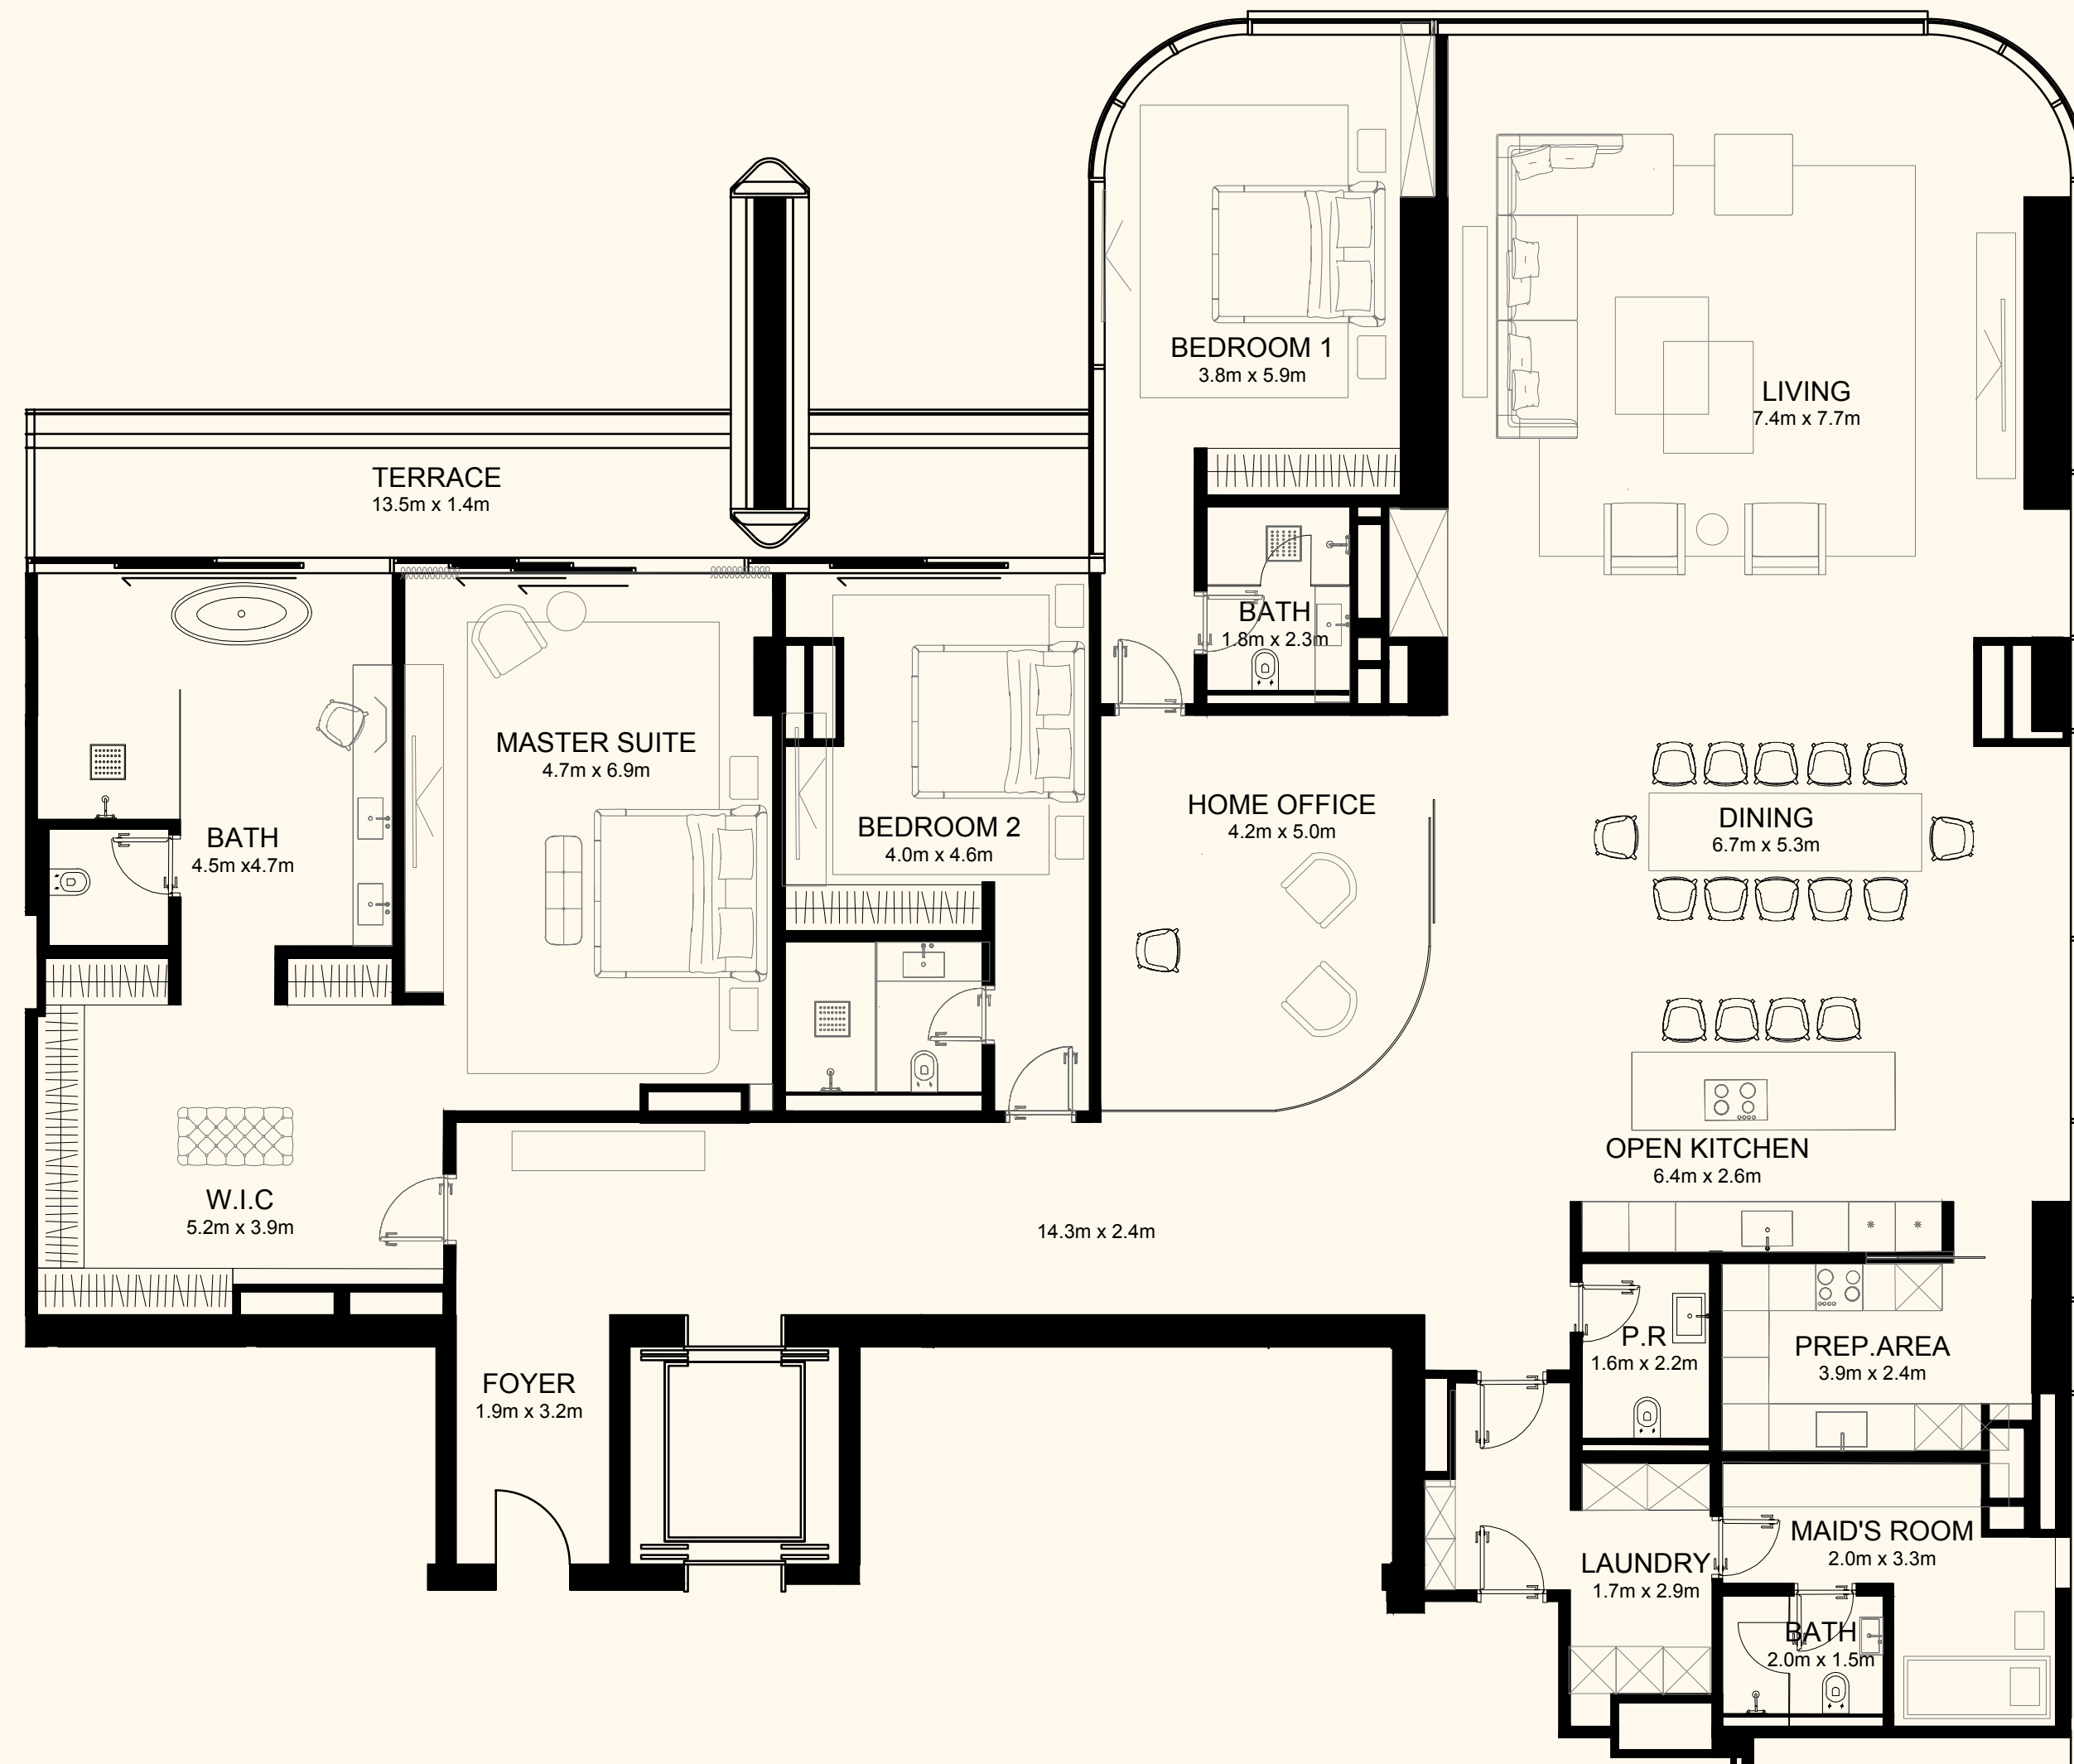 BEDROOM 1
3.8m x 5.9m
LIVING
7.4m x 7.7m
TERRACE
13.5m x 1.4m
BATH
1.8m x 2.3m
MASTER SUITE
4.7m x 6.9m
BATH
4.5m x4.7m
BEDROOM 2
4.0m x 4.6m
HOME OFFICE
4.2m x 5.0m
DINING
6.7m x 5.3m
OPEN KITCHEN
6.4m x 2.6m
W.I.C
5.2m x 3.9m
14.3m x 2.4m
FOYER
1.9m x 3.2m
P.R
1.6m x 2.2m
PREP.AREA
3.9m x 2.4m
LAUNDRY
1.7m x 2.9m
MAID'S ROOM
2.0m x 3.3m
BATH
2.0m x 1.5m